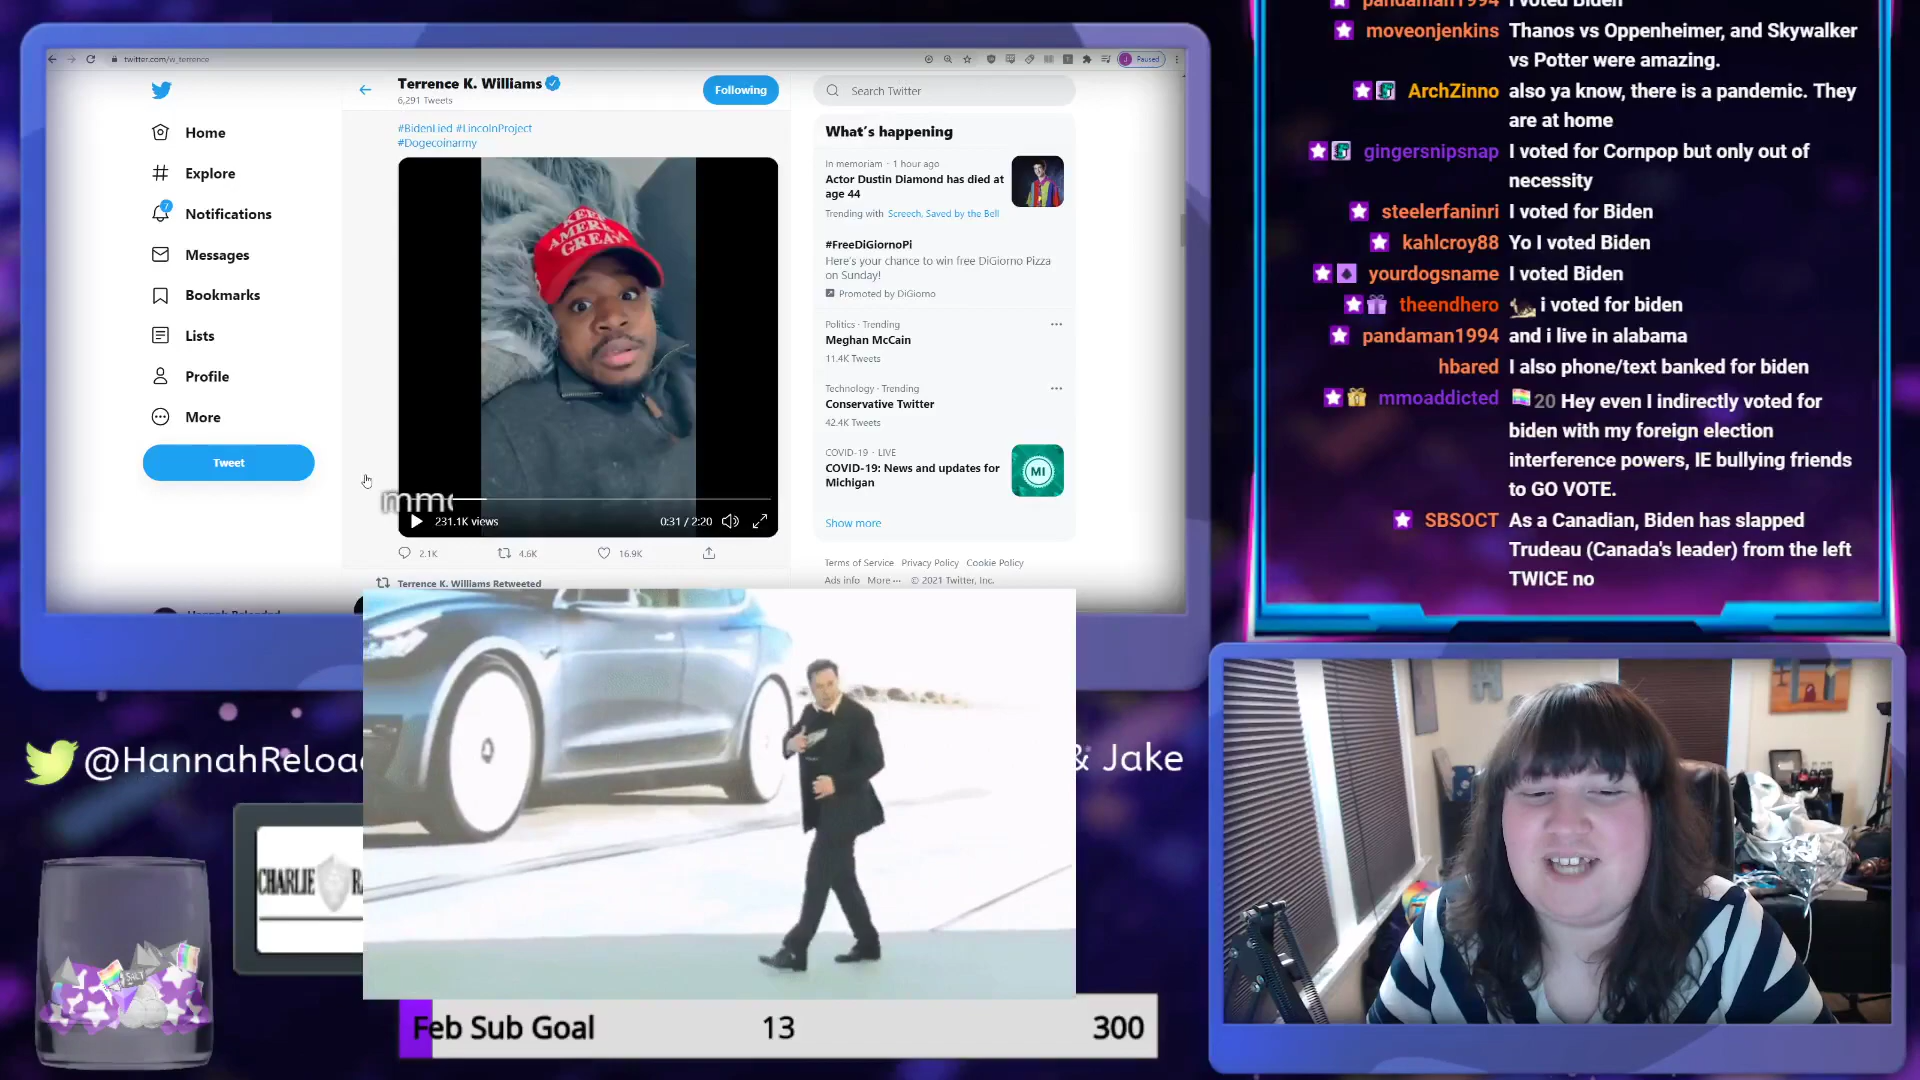 twitter.com/w_terrence
Paused
Terrence K. Williams
6,291 Tweets
Following
Search Twitter
Home
Explore
7
Notifications
Messages
Bookmarks
Lists
Profile
More
Tweet
#BidenLied #LincolnProject
#Dogecoinarmy
AMERICA
GREAT
231.1K views
0:31 / 2:20
2.1K
4.6K
16.9K
Terrence K. Williams Retweeted
What's happening
In memoriam · 1 hour ago
Actor Dustin Diamond has died at
age 44
Trending with Screech, Saved by the Bell
#FreeDiGiornoPi
Here's your chance to win free DiGiorno Pizza
on Sunday!
Promoted by DiGiorno
Politics · Trending
Meghan McCain
11.4K Tweets
Technology · Trending
Conservative Twitter
42.4K Tweets
COVID-19 · LIVE
COVID-19: News and updates for
Michigan
MI
Show more
Terms of Service Privacy Policy Cookie Policy
Ads info More ··· © 2021 Twitter, Inc.
pandaman1994 I voted Biden
moveonjenkins Thanos vs Oppenheimer, and Skywalker
vs Potter were amazing.
ArchZinno also ya know, there is a pandemic. They
are at home
gingersnipsnap I voted for Cornpop but only out of
necessity
steelerfaninri I voted for Biden
kahlcroy88 Yo I voted Biden
yourdogsname I voted Biden
theendhero i voted for biden
pandaman1994 and i live in alabama
hbared I also phone/text banked for biden
mmoaddicted 20 Hey even I indirectly voted for
biden with my foreign election
interference powers, IE bullying friends
to GO VOTE.
SBSOCT As a Canadian, Biden has slapped
Trudeau (Canada's leader) from the left
TWICE no
@HannahReloa
& Jake
CHARLIE
Feb Sub Goal 13 300